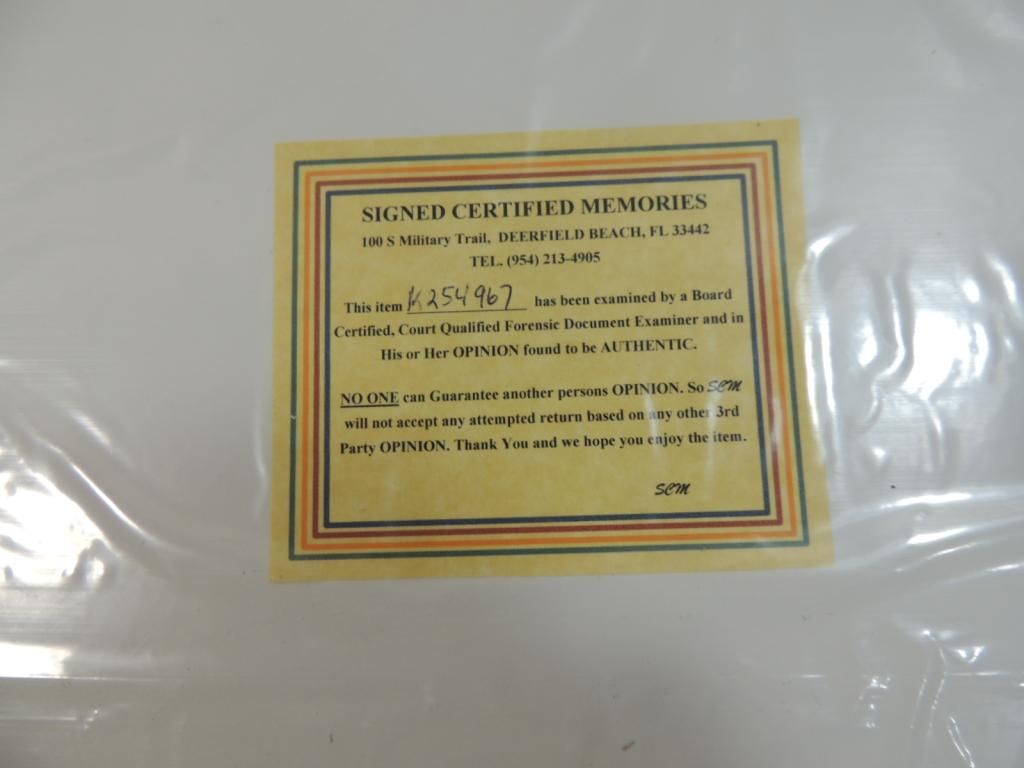 SIGNED CERTIFIED MEMORIES
100 S Military Trail, DEERFIELD BEACH, FL 33442
TEL. (954) 213-4905
This item K254967 has been examined by a Board
Certified, Court Qualified Forensic Document Examiner and in
His or Her OPINION found to be AUTHENTIC.
NO ONE can Guarantee another persons OPINION. So SCM
will not accept any attempted return based on any other 3rd
Party OPINION. Thank You and we hope you enjoy the item.
SCM